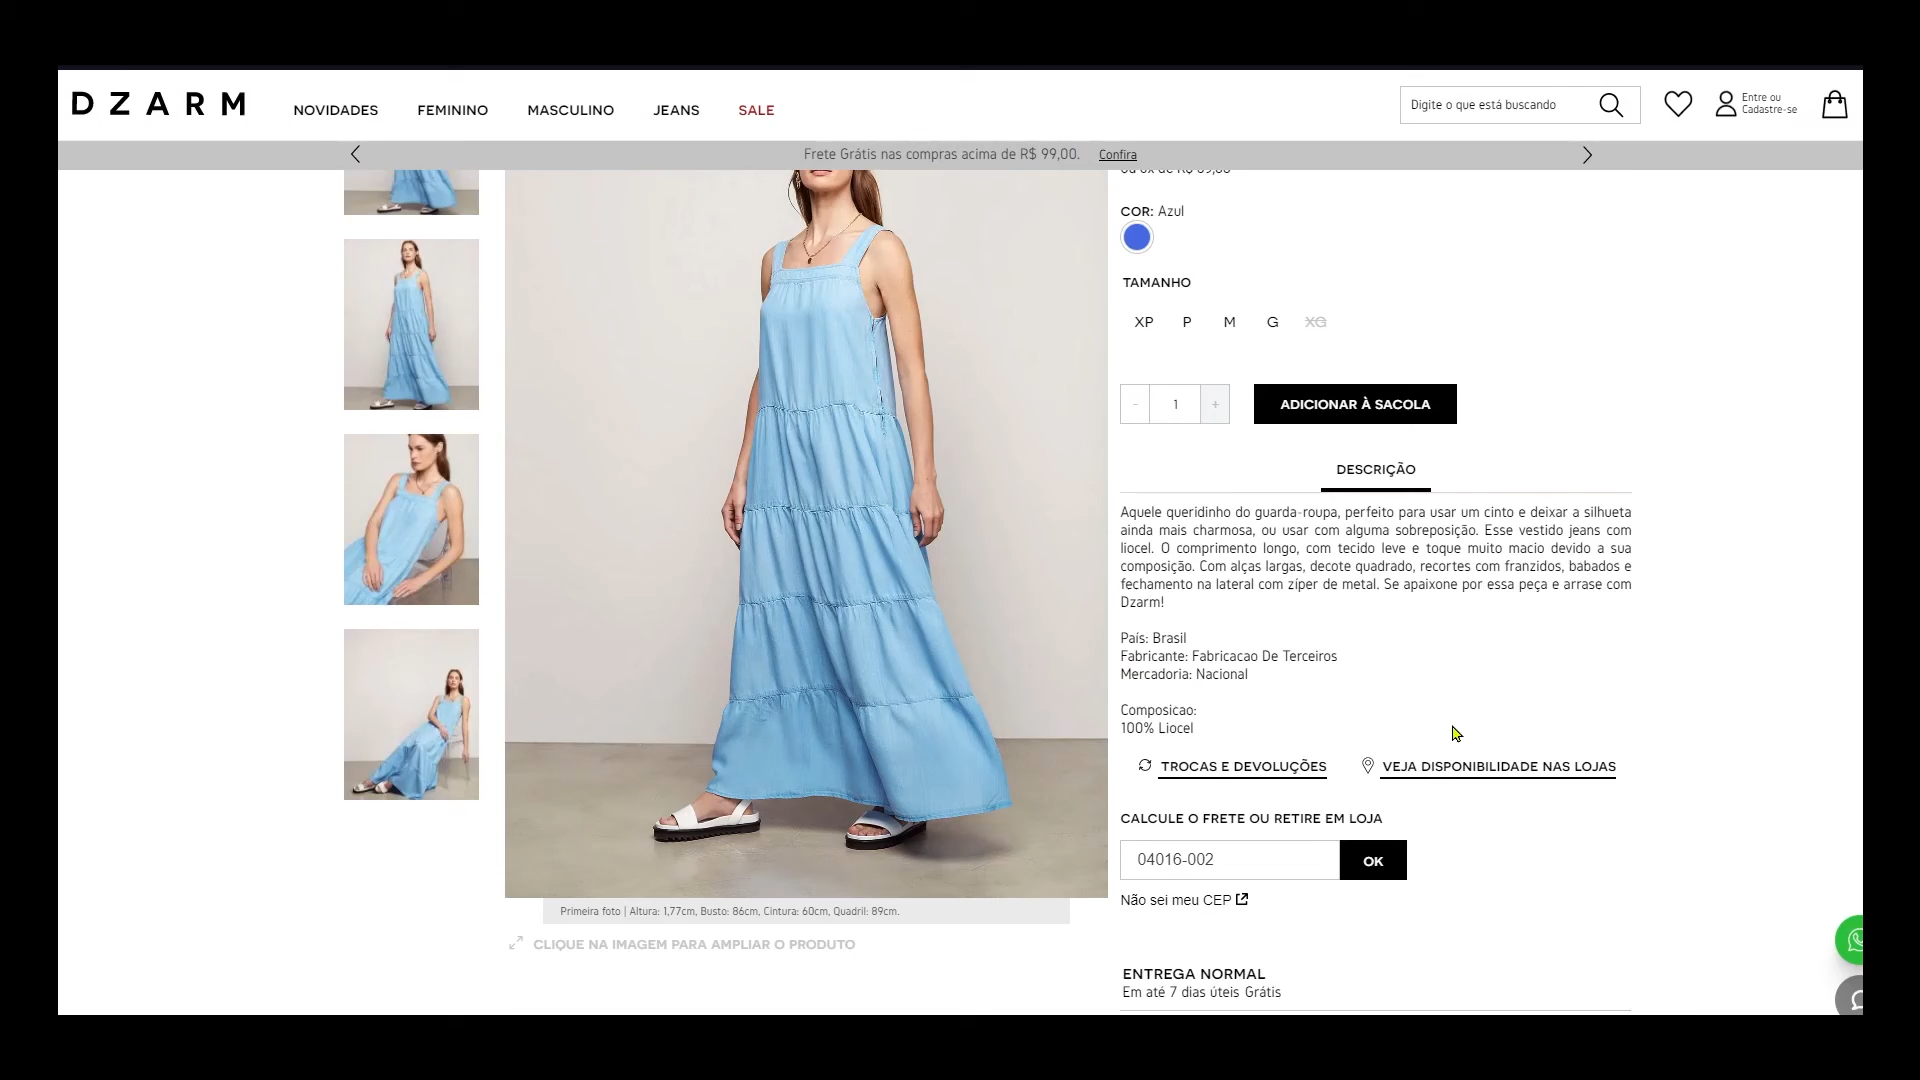 DZARM
NOVIDADES
FEMININO
MASCULINO
JEANS
SALE
Digite o que está buscando
Entre ou
Cadastre-se
Frete Grátis nas compras acima de R$ 99,00. Confira
COR: Azul
TAMANHO
XP P M G XG
- 1 +
ADICIONAR À SACOLA
DESCRIÇÃO
Aquele queridinho do guarda-roupa, perfeito para usar um cinto e deixar a silhueta
ainda mais charmosa, ou usar com alguma sobreposição. Esse vestido jeans com
liocel. O comprimento longo, com tecido leve e toque muito macio devido a sua
composição. Com alças largas, decote quadrado, recortes com franzidos, babados e
fechamento na lateral com zíper de metal. Se apaixone por essa peça e arrase com
Dzarm!
País: Brasil
Fabricante: Fabricacao De Terceiros
Mercadoria: Nacional
Composicao:
100% Liocel
TROCAS E DEVOLUÇÕES
VEJA DISPONIBILIDADE NAS LOJAS
CALCULE O FRETE OU RETIRE EM LOJA
04016-002
OK
Não sei meu CEP
ENTREGA NORMAL
Em até 7 dias úteis Grátis
Primeira foto | Altura: 1,77cm, Busto: 86cm, Cintura: 60cm, Quadril: 89cm.
CLIQUE NA IMAGEM PARA AMPLIAR O PRODUTO